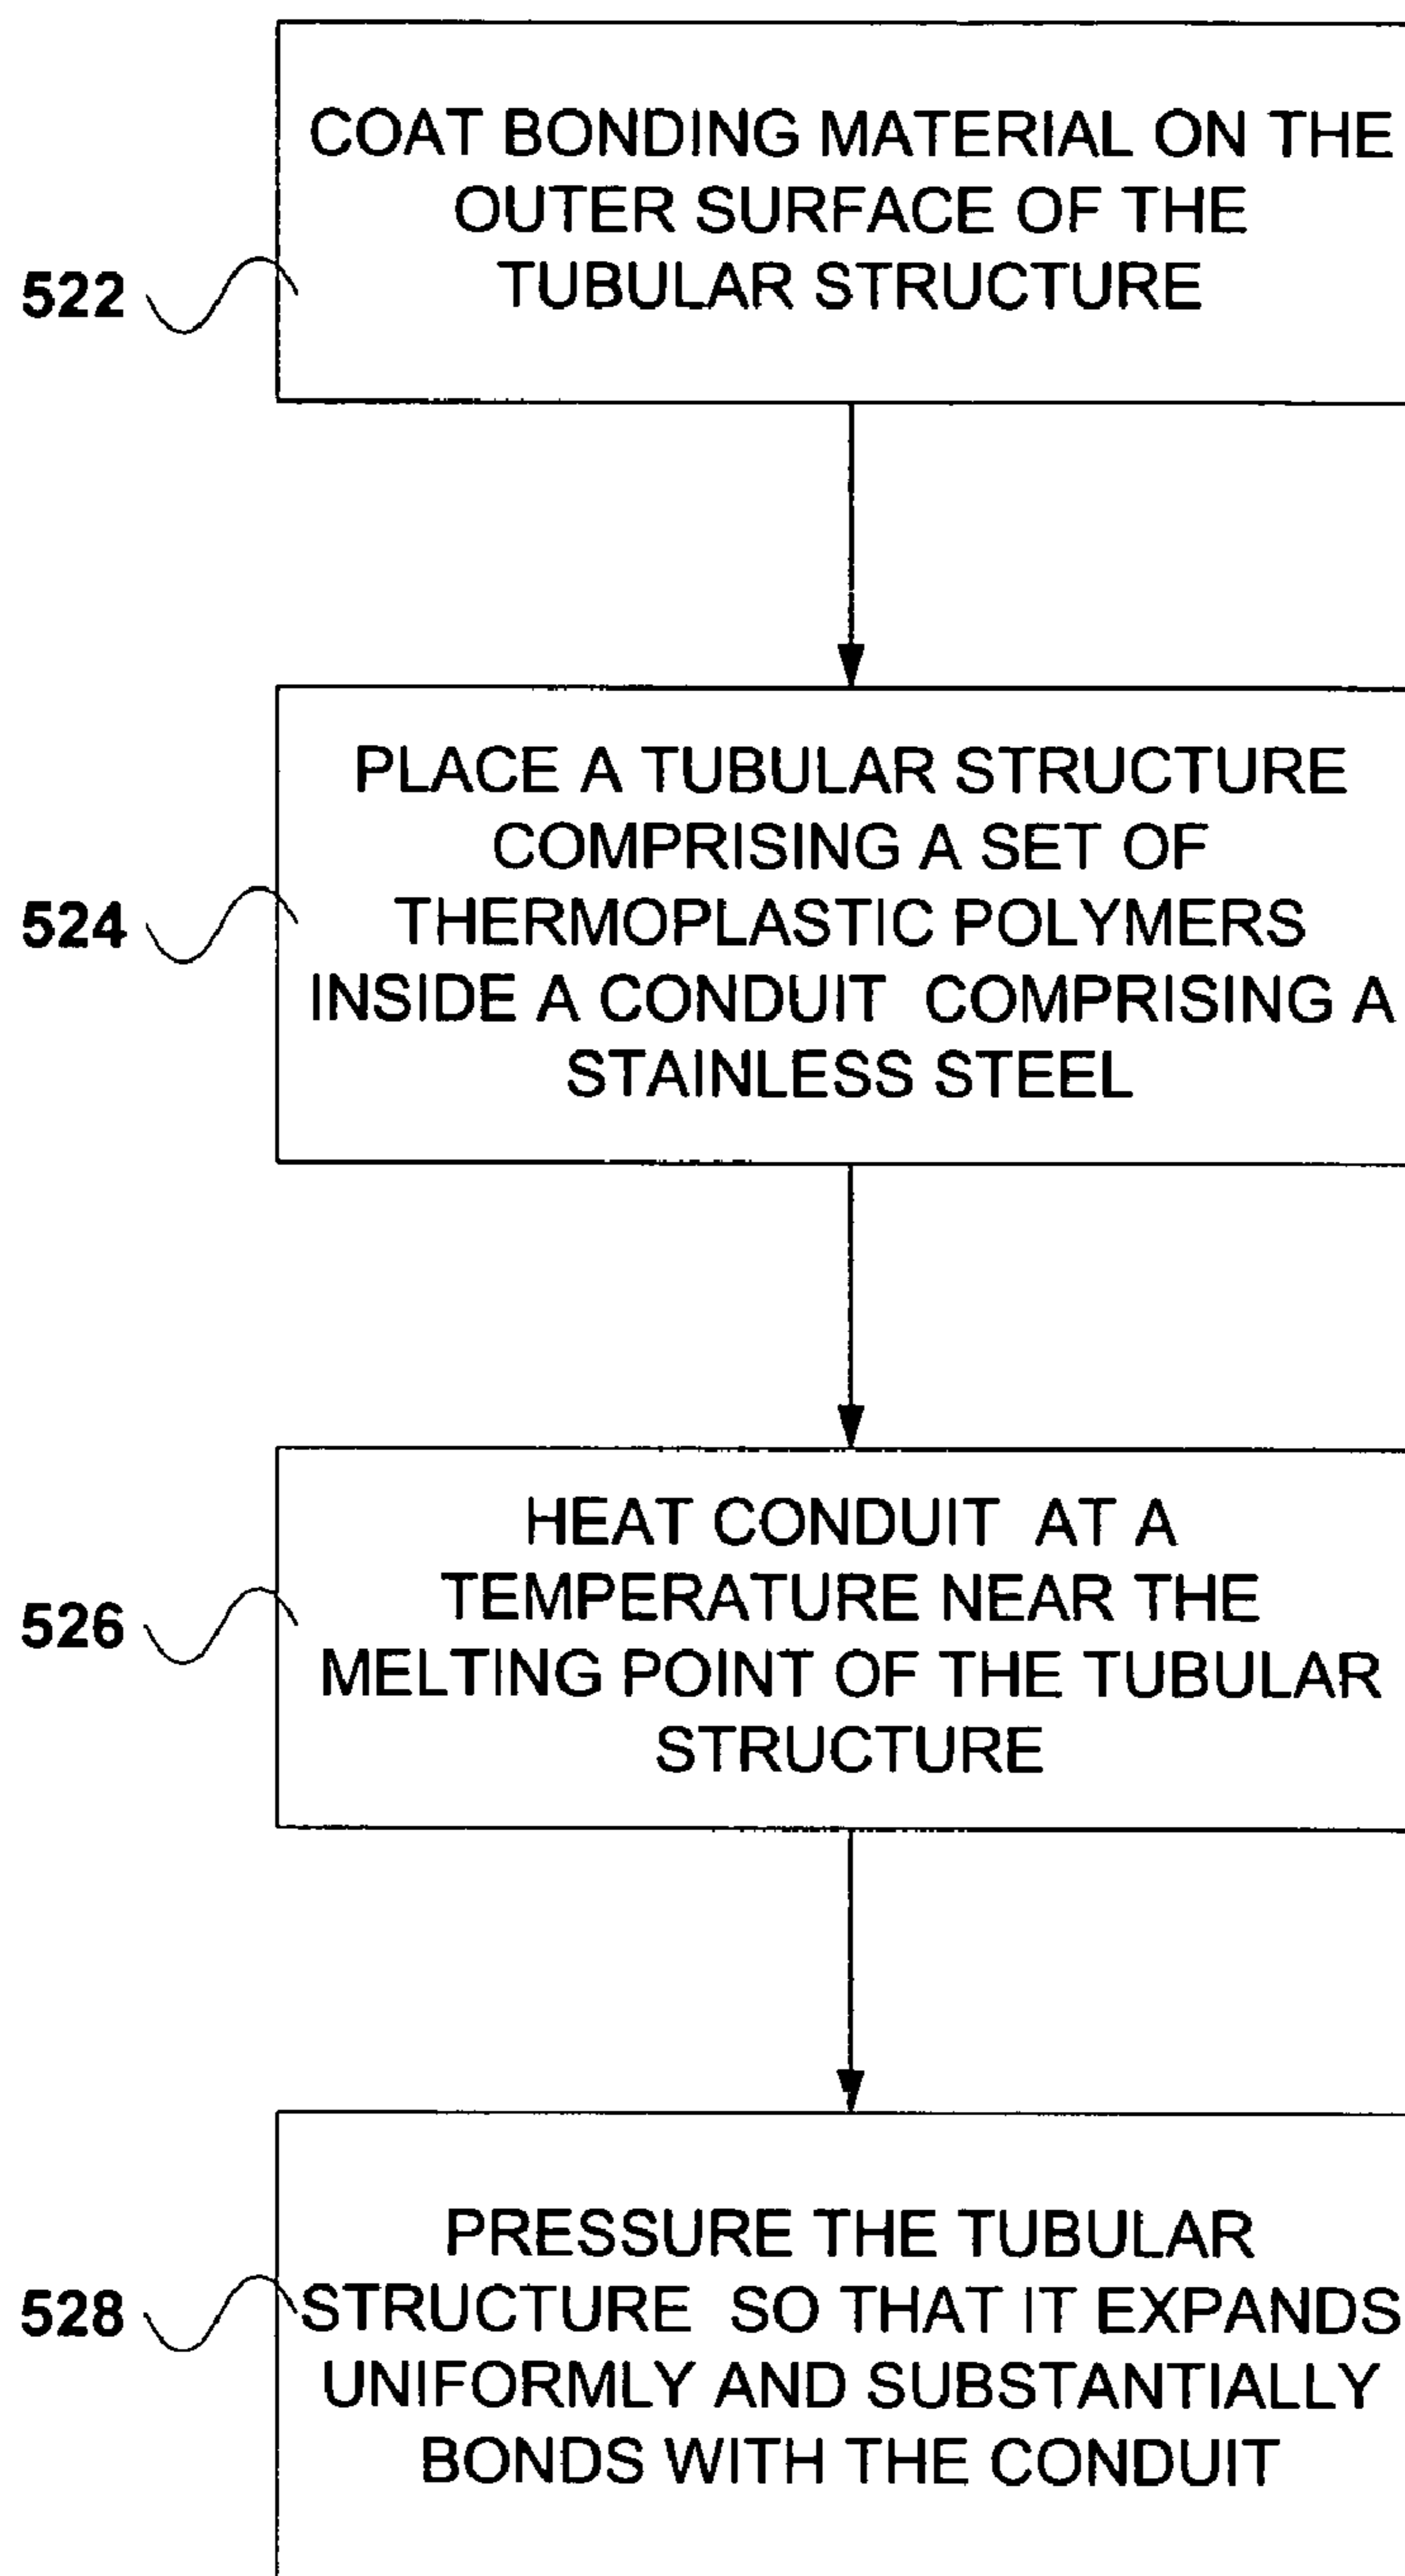 COAT BONDING MATERIAL ON THE
OUTER SURFACE OF THE
TUBULAR STRUCTURE
522
PLACE A TUBULAR STRUCTURE
COMPRISING A SET OF
THERMOPLASTIC POLYMERS
INSIDE A CONDUIT COMPRISING A
STAINLESS STEEL
524
HEAT CONDUIT AT A
TEMPERATURE NEAR THE
MELTING POINT OF THE TUBULAR
STRUCTURE
526
PRESSURE THE TUBULAR
STRUCTURE SO THAT IT EXPANDS
UNIFORMLY AND SUBSTANTIALLY
BONDS WITH THE CONDUIT
528